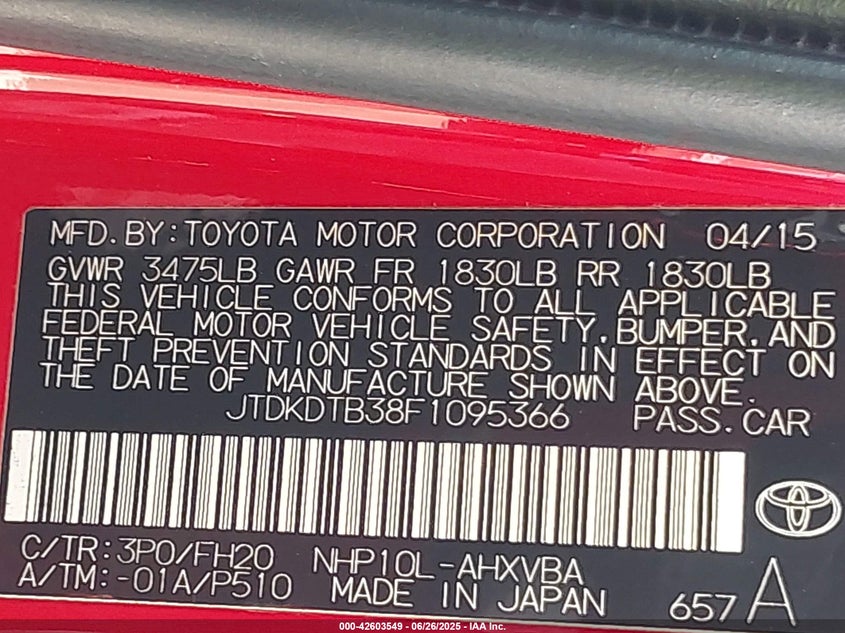 MFD.BY:TOYOTA MOTOR CORPORATION 04/15
GVWR 3475LB GAWR FR 1830LB RR 1830LB
THIS VEHICLE CONFORMS TO ALL APPLICABLE
FEDERAL MOTOR VEHICLE SAFETY,BUMPER,AND
THEFT PREVENTION STANDARDS IN EFFECT ON
THE DATE OF MANUFACTURE SHOWN ABOVE.
JTDKDTB38F1095366 PASS.CAR
C/TR:3P0/FH20 NHP10L-AHXVBA
A/TM:-01A/P510 MADE IN JAPAN 657 A
000-42603549 - 06/26/2025 - IAA Inc.